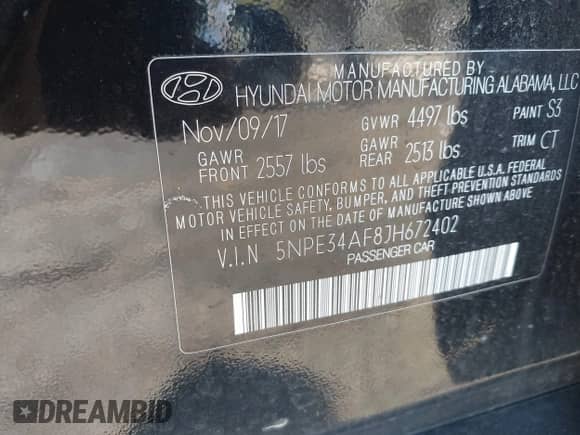 MANUFACTURED BY
HYUNDAI MOTOR MANUFACTURING ALABAMA, LLC
Nov/09/17 GVWR 4497 lbs PAINT S3
GAWR FRONT 2557 lbs GAWR REAR 2513 lbs TRIM CT
THIS VEHICLE CONFORMS TO ALL APPLICABLE U.S.A. FEDERAL
MOTOR VEHICLE SAFETY, BUMPER, AND THEFT PREVENTION STANDARDS
IN EFFECT ON THE DATE OF MANUFACTURE SHOWN ABOVE.
V.I.N 5NPE34AF8JH672402
PASSENGER CAR
DREAMBID